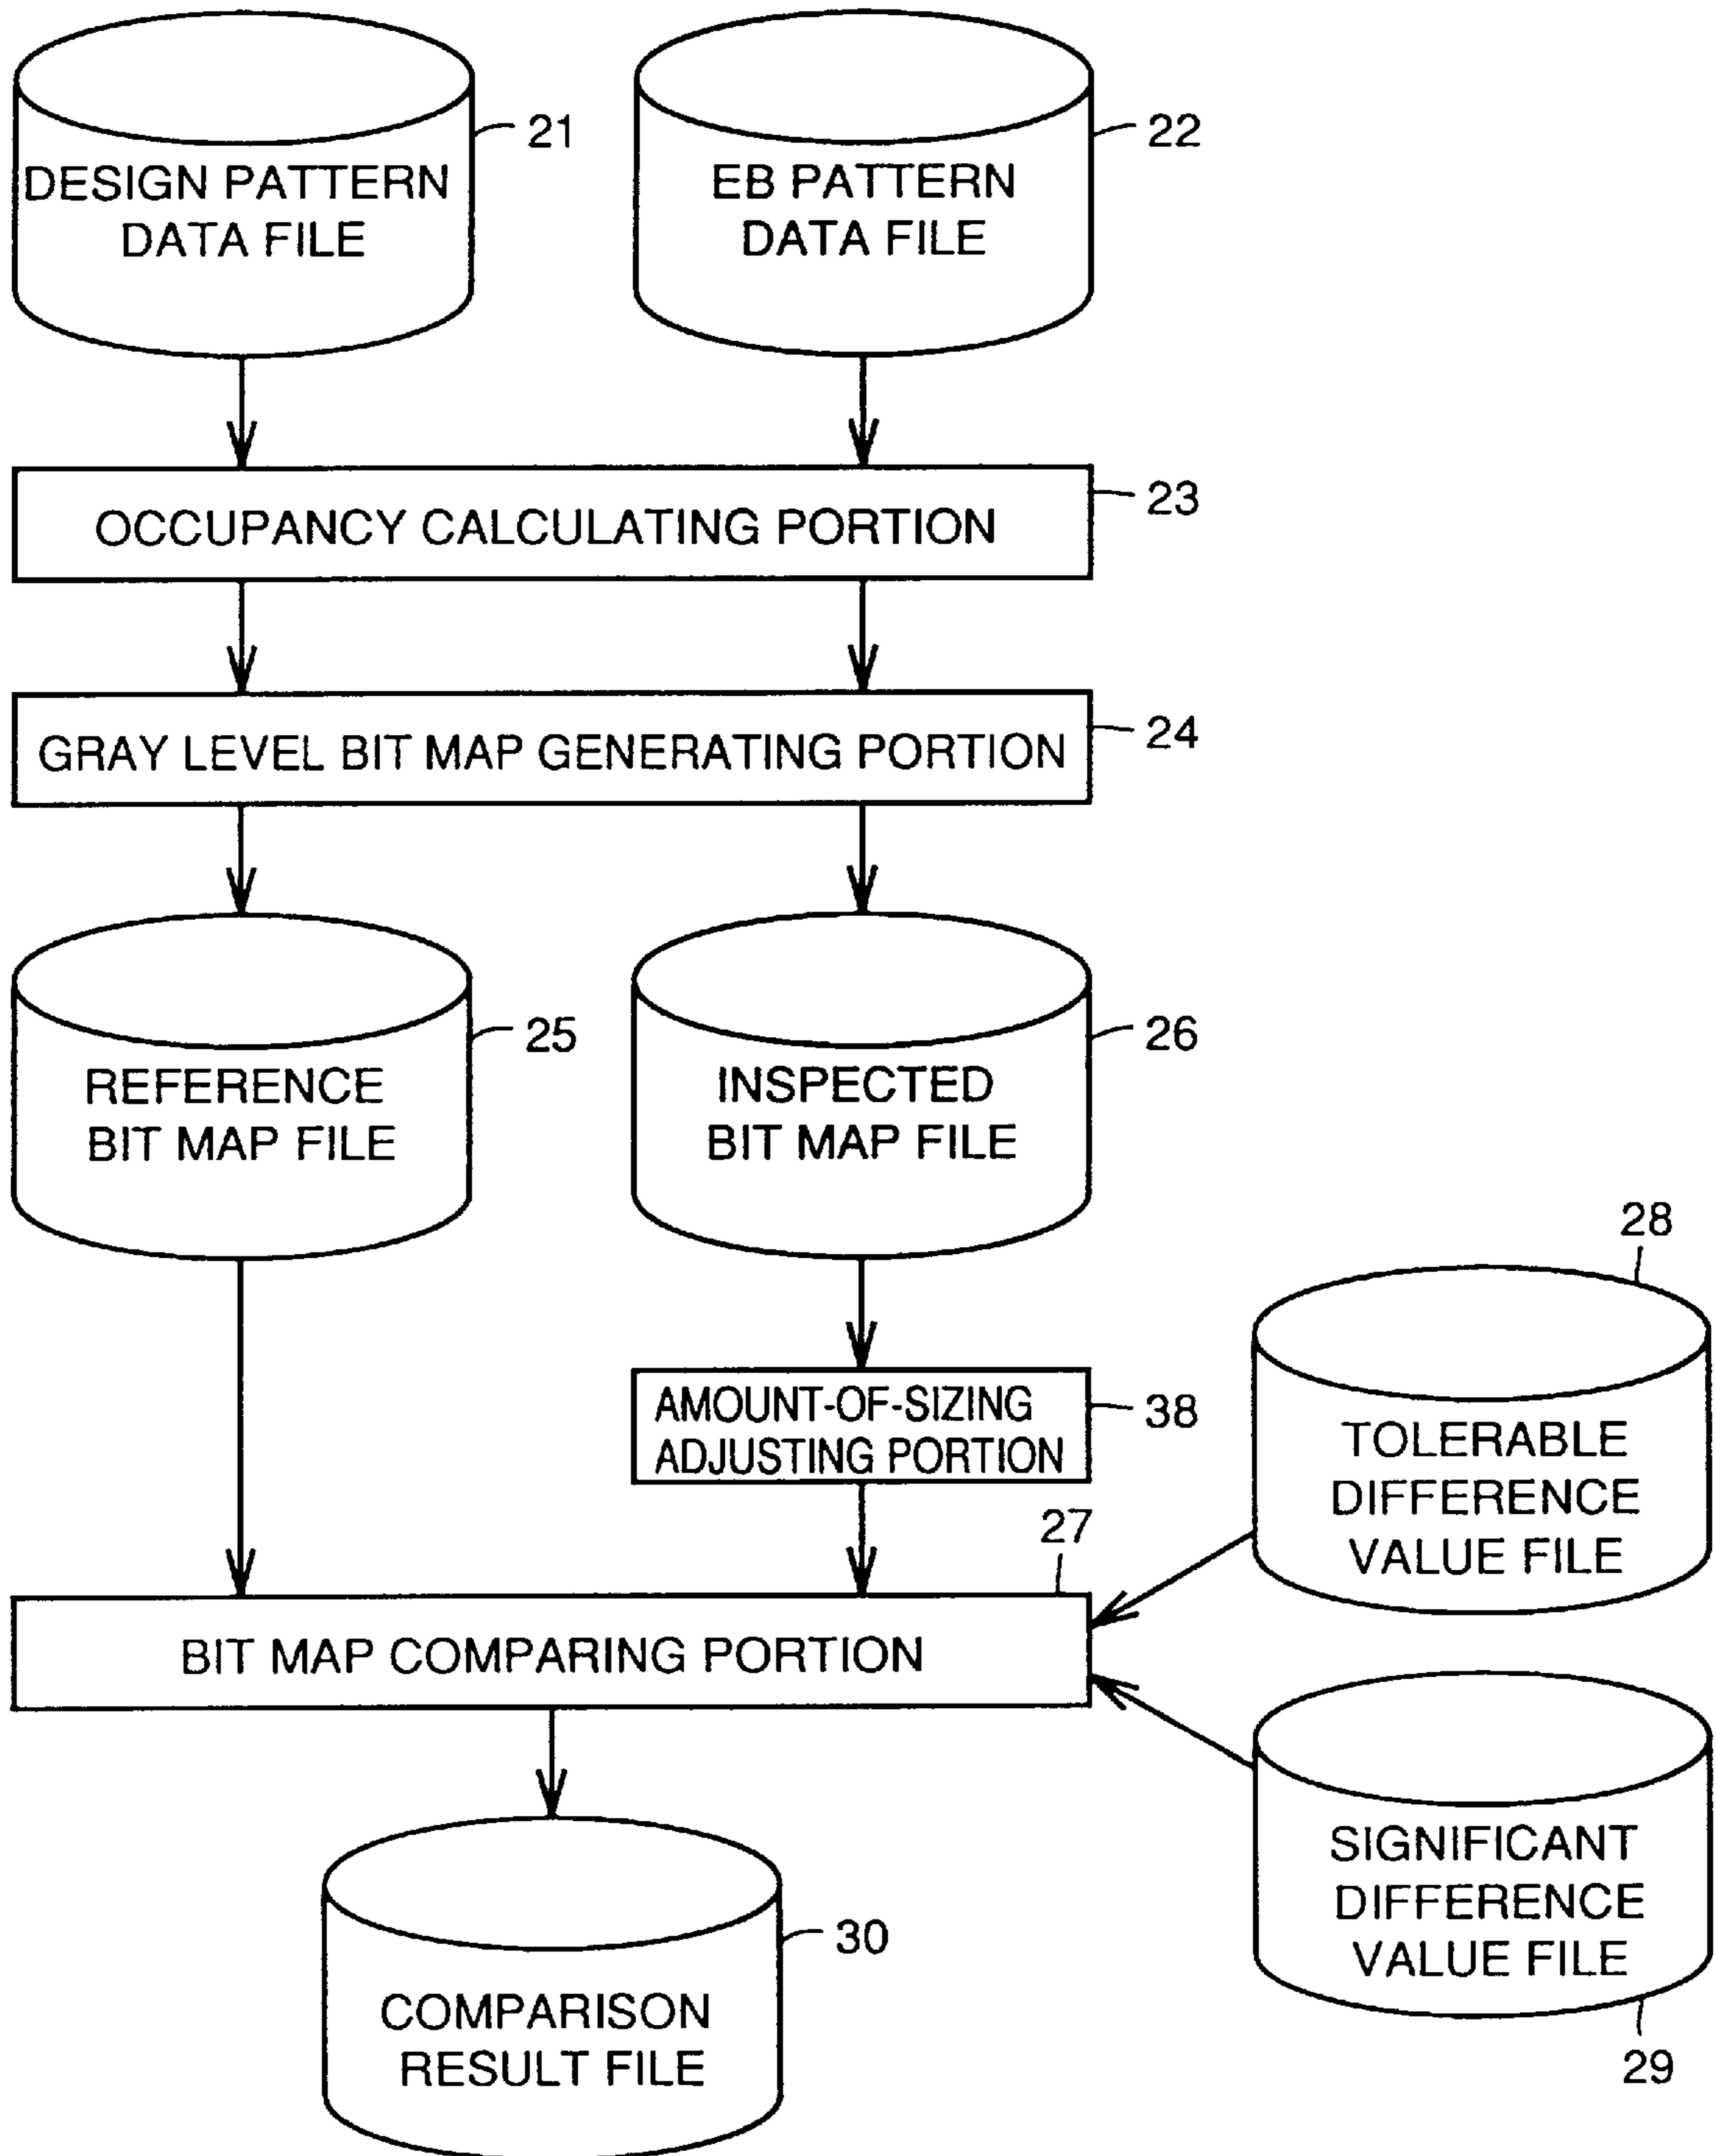 21
DESIGN PATTERN
DATA FILE
22
EB PATTERN
DATA FILE
23
OCCUPANCY CALCULATING PORTION
24
GRAY LEVEL BIT MAP GENERATING PORTION
25
REFERENCE
BIT MAP FILE
26
INSPECTED
BIT MAP FILE
28
TOLERABLE
DIFFERENCE
VALUE FILE
38
AMOUNT-OF-SIZING
ADJUSTING PORTION
27
BIT MAP COMPARING PORTION
SIGNIFICANT
DIFFERENCE
VALUE FILE
29
30
COMPARISON
RESULT FILE